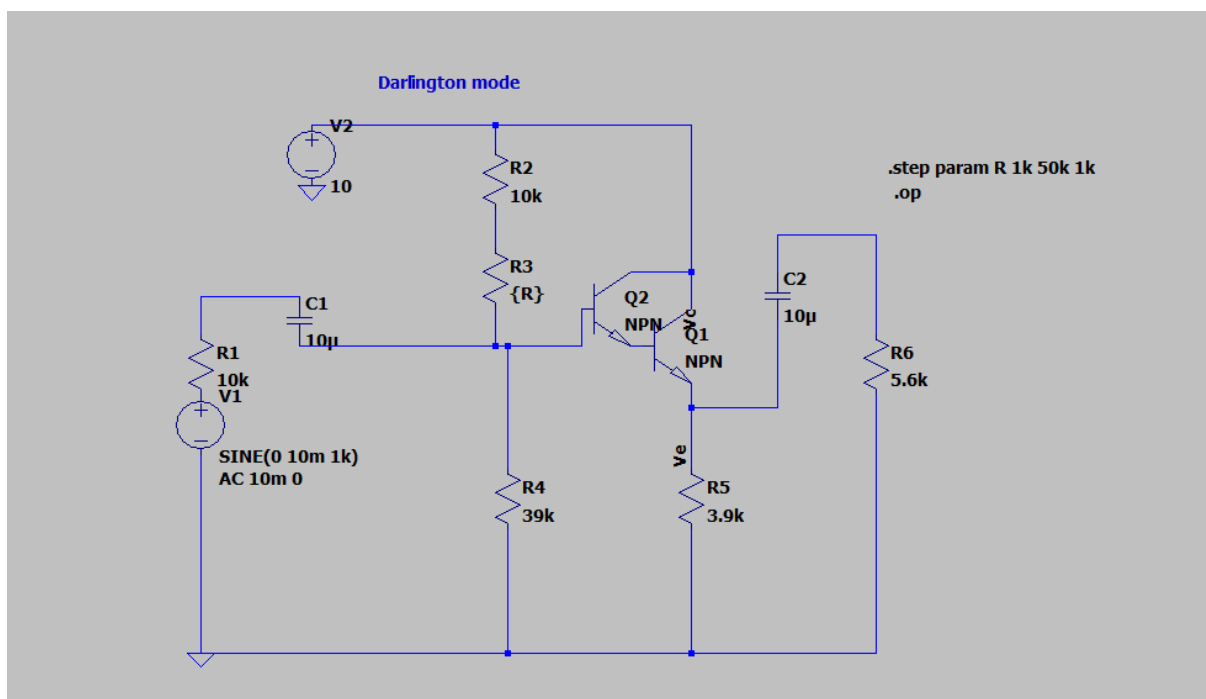 Darlington mode
V2
10
R2
10k
.step param R 1k 50k 1k
.op
R3
{R}
C1
10µ
Q2
NPN
Vc
Q1
NPN
C2
10µ
R1
10k
V1
SINE(0 10m 1k)
AC 10m 0
R6
5.6k
Ve
R4
39k
R5
3.9k